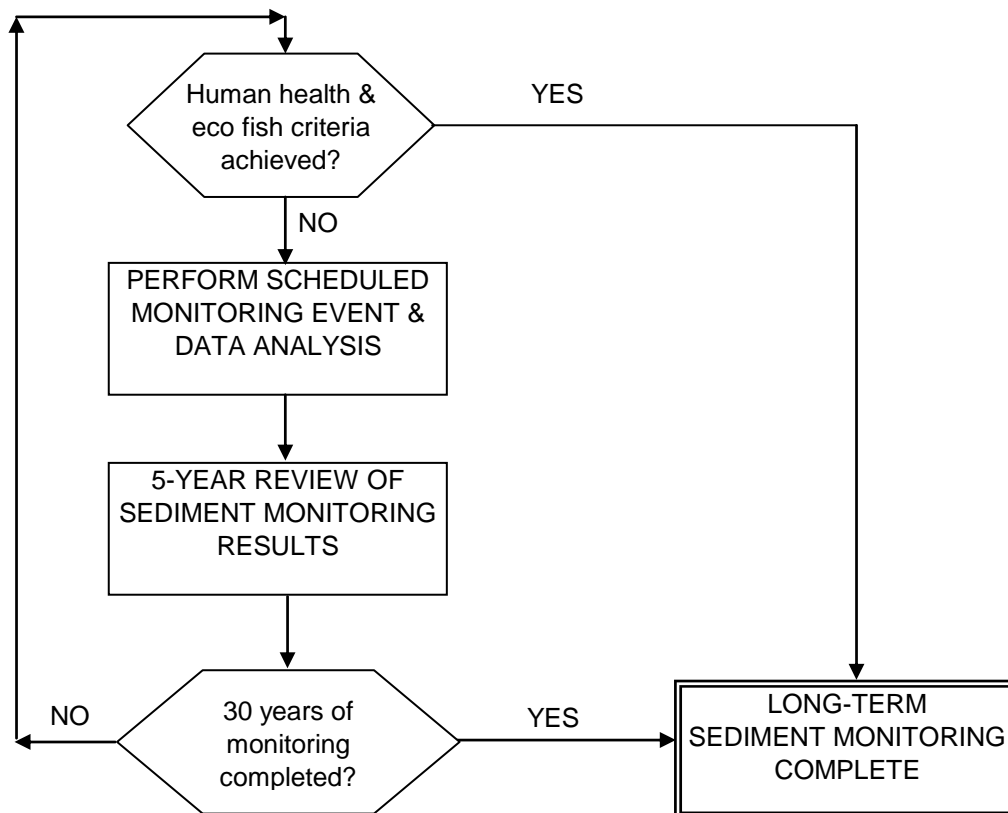 Human health &
eco fish criteria
achieved?
YES
NO
PERFORM SCHEDULED
MONITORING EVENT &
DATA ANALYSIS
5-YEAR REVIEW OF
SEDIMENT MONITORING
RESULTS
30 years of
monitoring
completed?
NO
YES
LONG-TERM
SEDIMENT MONITORING
COMPLETE